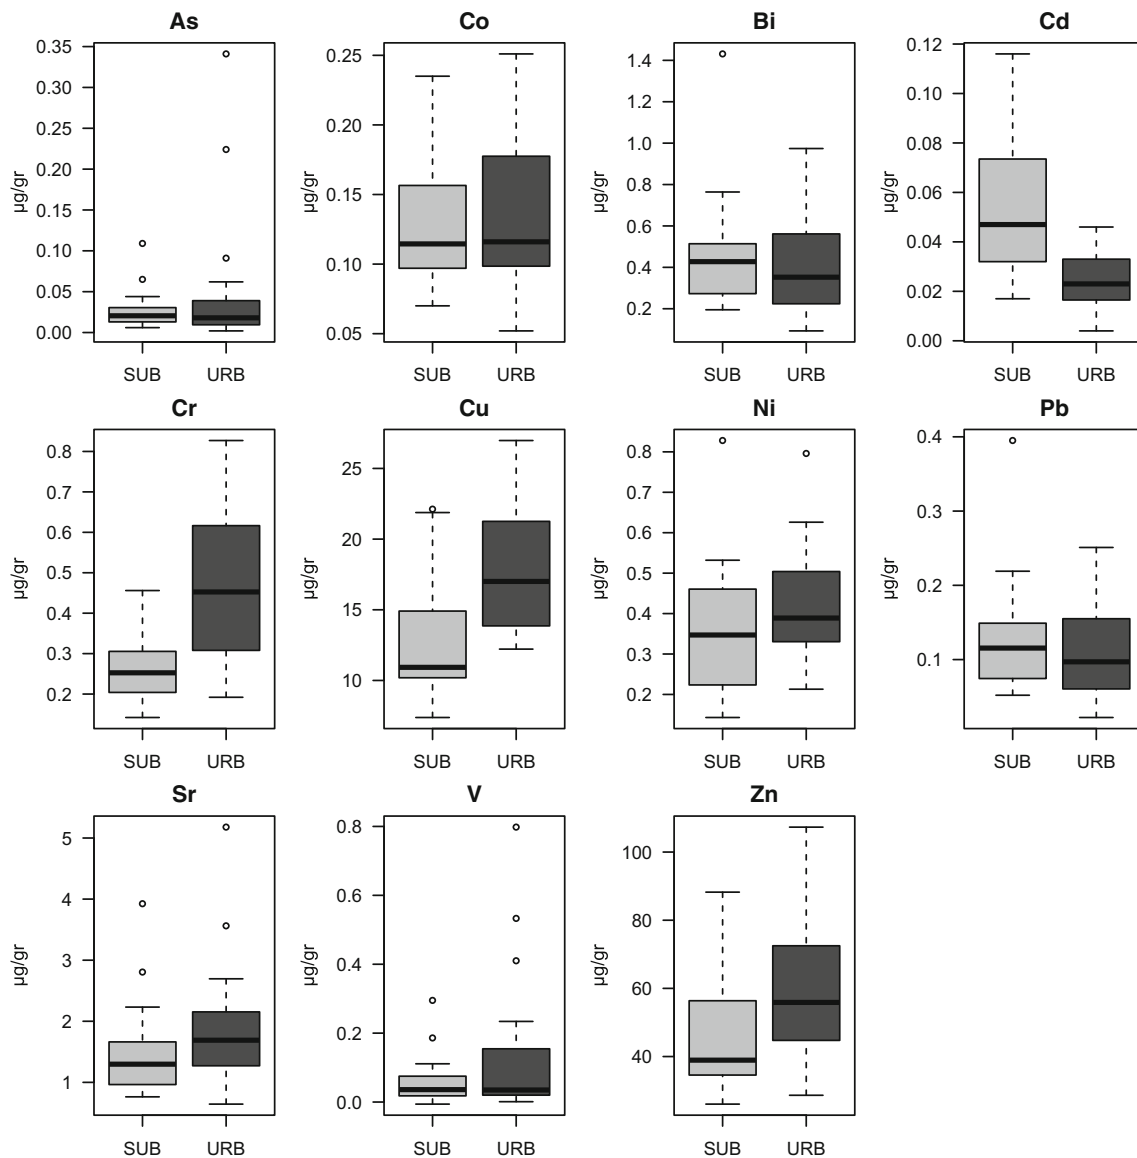 As Co Bi Cd
µg/gr 0.35 0.30 0.25 0.20 0.15 0.10 0.05 0.00
µg/gr 0.25 0.20 0.15 0.10 0.05
µg/gr 1.4 1.2 1.0 0.8 0.6 0.4 0.2
µg/gr 0.12 0.10 0.08 0.06 0.04 0.02 0.00
SUB URB SUB URB SUB URB SUB URB
Cr Cu Ni Pb
µg/gr 0.8 0.7 0.6 0.5 0.4 0.3 0.2
µg/gr 25 20 15 10
µg/gr 0.8 0.7 0.6 0.5 0.4 0.3 0.2
µg/gr 0.4 0.3 0.2 0.1
SUB URB SUB URB SUB URB SUB URB
Sr V Zn
µg/gr 5 4 3 2 1
µg/gr 0.8 0.6 0.4 0.2 0.0
µg/gr 100 80 60 40
SUB URB SUB URB SUB URB